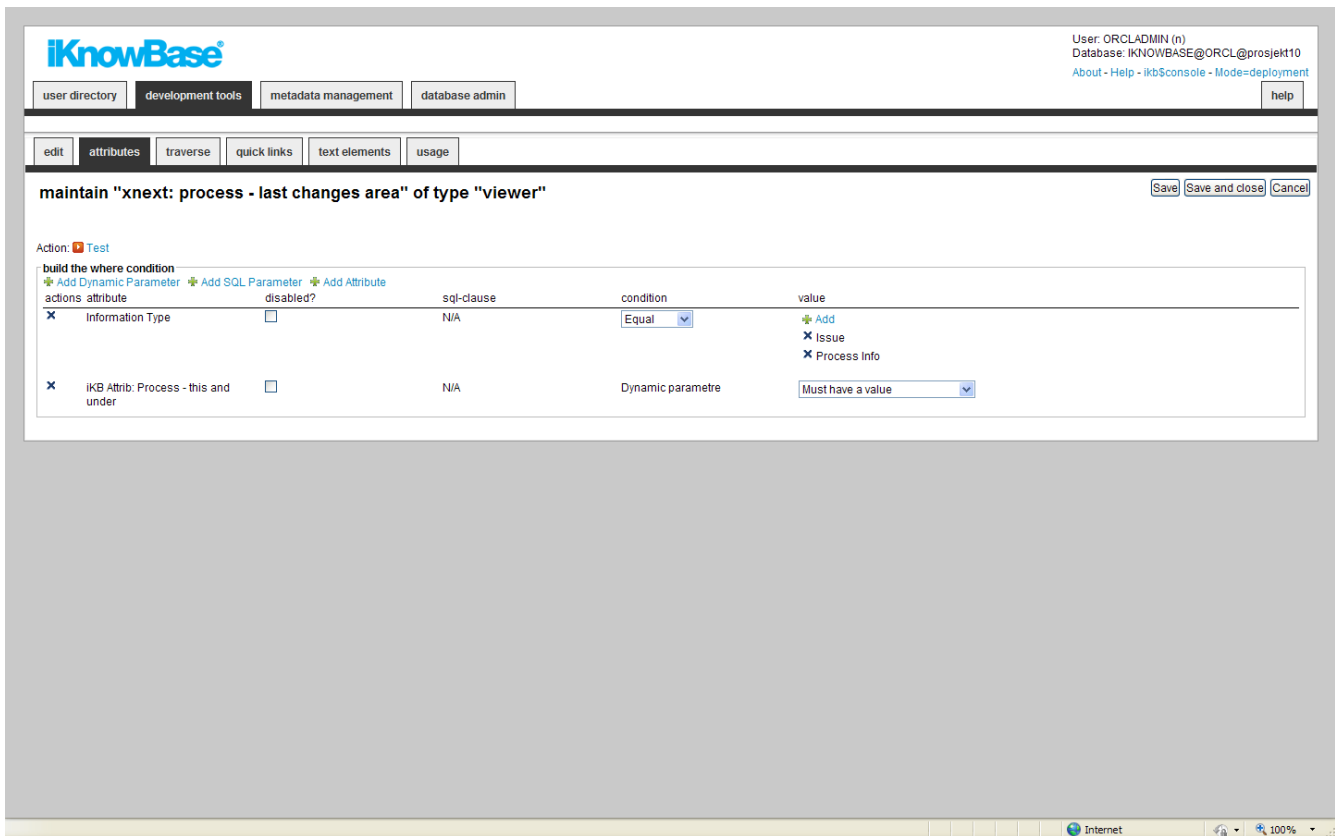 iKnowBase®
User: ORCLADMIN (n)
Database: IKNOWBASE@ORCL@prosjekt10
About - Help - ikb$console - Mode=deployment
user directory development tools metadata management database admin help
edit attributes traverse quick links text elements usage
maintain "xnext: process - last changes area" of type "viewer" Save Save and close Cancel
Action: Test
build the where condition
Add Dynamic Parameter Add SQL Parameter Add Attribute
actions attribute disabled? sql-clause condition value
Information Type N/A Equal Add
Issue
Process Info
iKB Attrib: Process - this and N/A Dynamic parametre Must have a value
under
Internet 100%